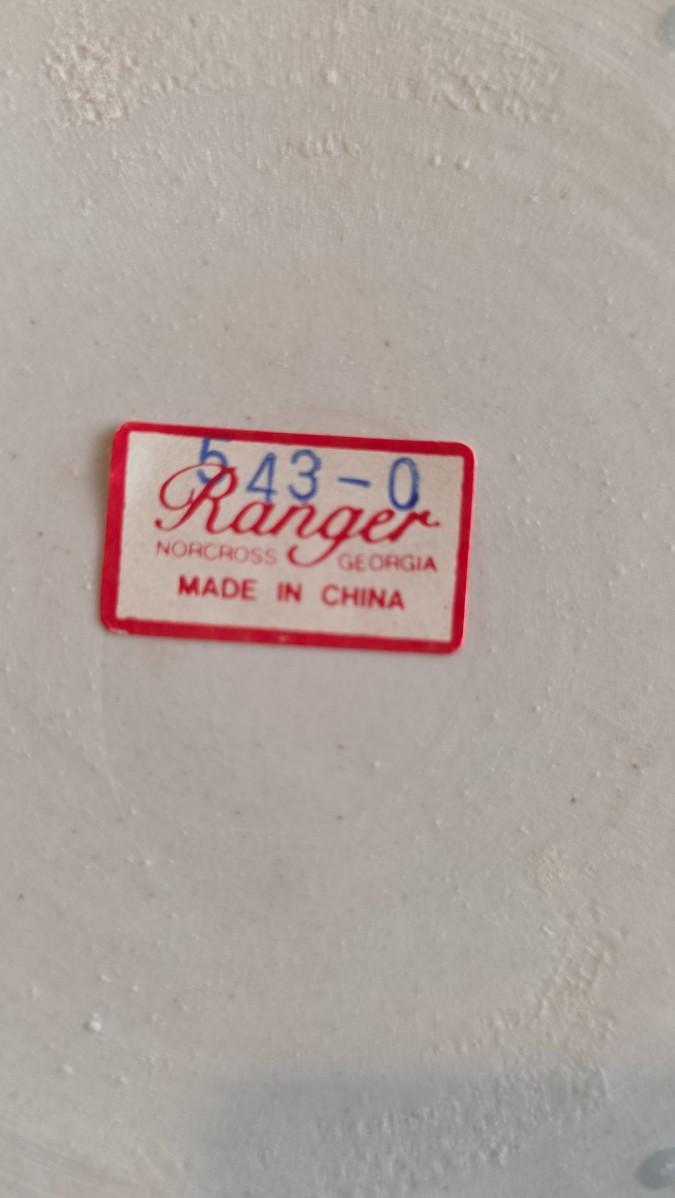 543-0
Ranger
NORCROSS GEORGIA
MADE IN CHINA